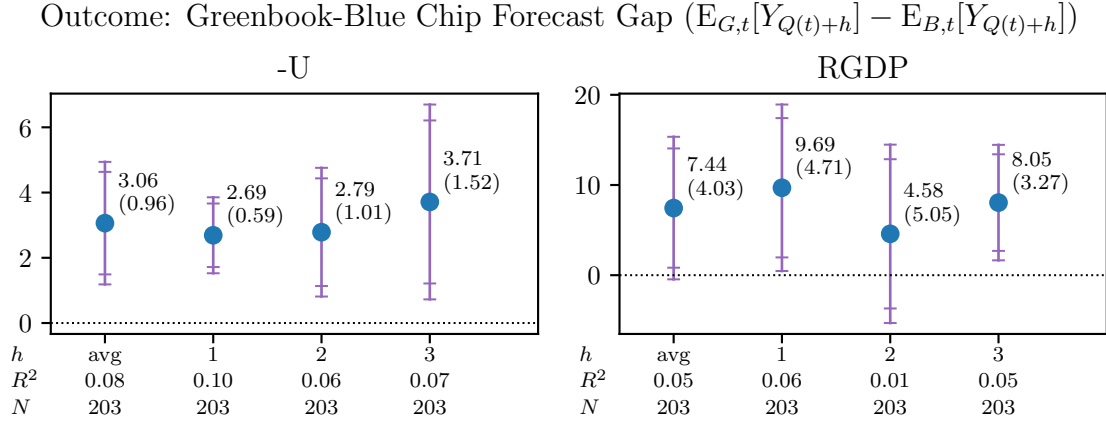 Outcome: Greenbook-Blue Chip Forecast Gap (E_{G,t}[Y_{Q(t)+h}] − E_{B,t}[Y_{Q(t)+h}])
-U
6
4
2
0
3.06
(0.96)
2.69
(0.59)
2.79
(1.01)
3.71
(1.52)
h avg 1 2 3
R² 0.08 0.10 0.06 0.07
N 203 203 203 203
RGDP
20
10
0
7.44
(4.03)
9.69
(4.71)
4.58
(5.05)
8.05
(3.27)
avg 1 2 3
0.05 0.06 0.01 0.05
203 203 203 203
h
R²
N